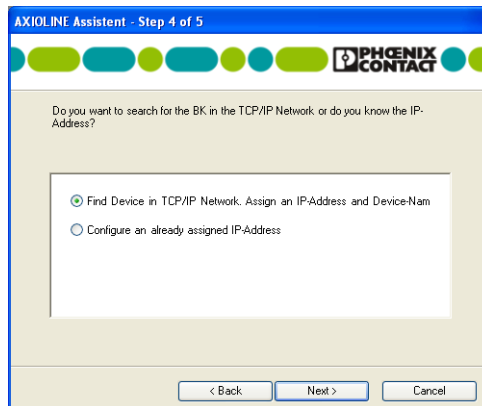 AXIOLINE Assistent - Step 4 of 5
PHŒNIX
CONTACT
Do you want to search for the BK in the TCP/IP Network or do you know the IP-
Address?
Find Device in TCP/IP Network. Assign an IP-Address and Device-Nam
Configure an already assigned IP-Address
< Back
Next >
Cancel